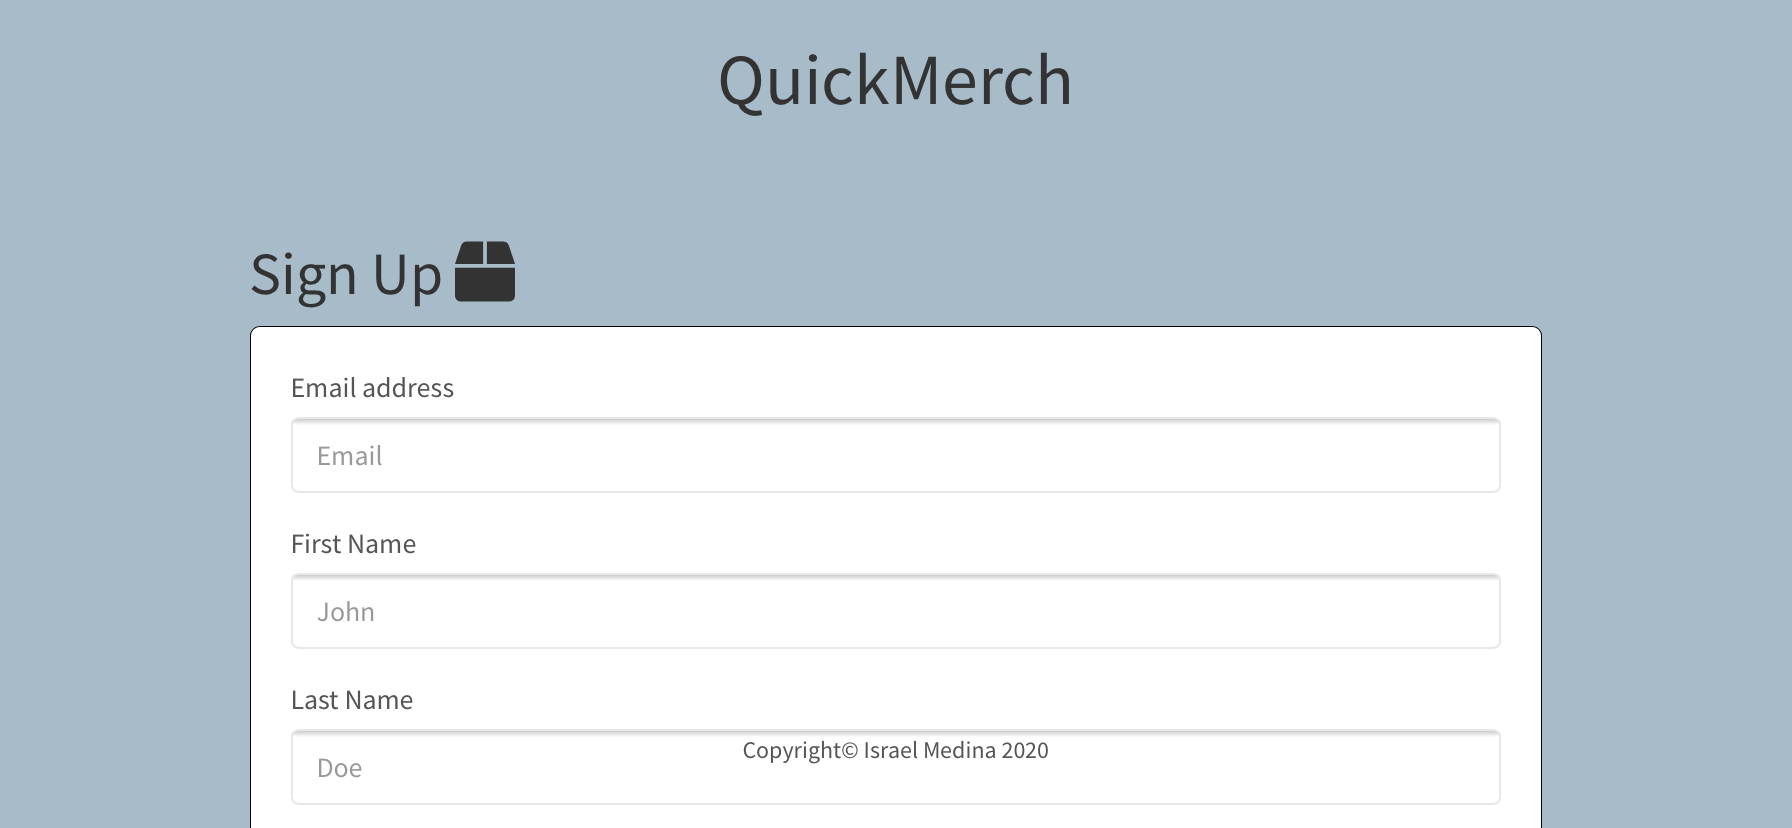 QuickMerch
Sign Up
Email address
Email
First Name
John
Last Name
Copyright© Israel Medina 2020
Doe